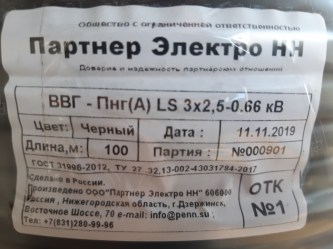 Общество с ограниченной ответственностью
Партнер Электро НН
Доверие и надежность партнерских отношений
ВВГ - Пнг(А) LS 3х2,5-0.66 кВ
Цвет: Черный Дата : 11.11.2019
Длина,м: 100 Партия : №000901
ГОСТ 31996-2012, ТУ 27.32.13-002-43031784-2017
Сделано в России.
Произведено ООО"Партнер Электро НН" 606000
Россия, Нижегородская область, г.Дзержинск,
Восточное Шоссе, 70 e-mail: info@penn.su ;
Тел: +7(831)280-99-96
ОТК
№1